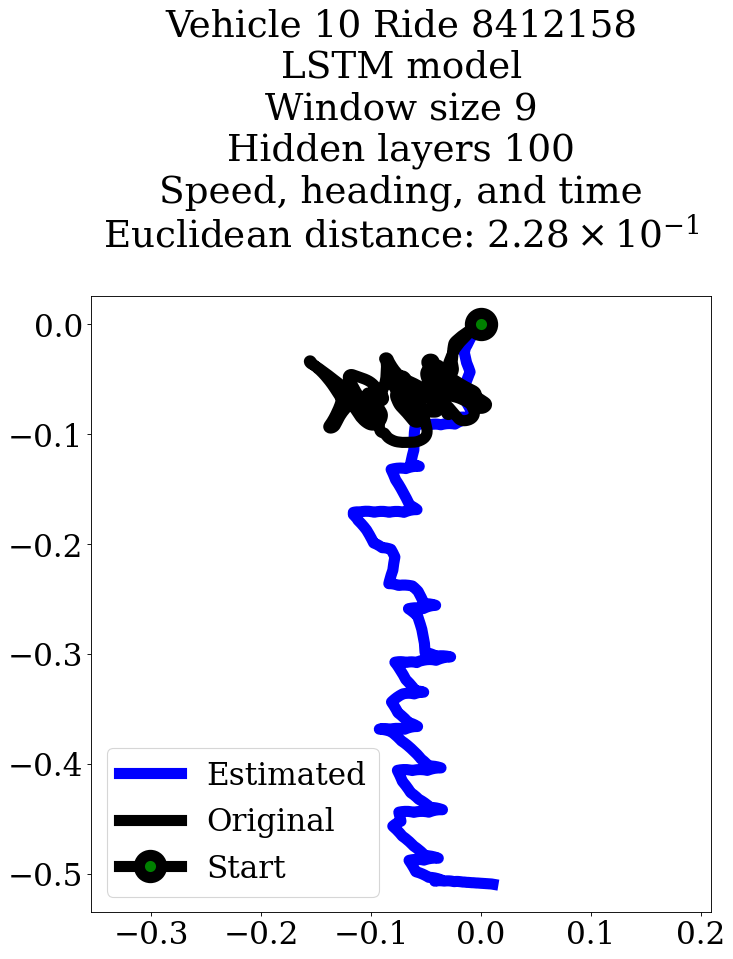 Vehicle 10 Ride 8412158
LSTM model
Window size 9
Hidden layers 100
Speed, heading, and time
Euclidean distance: 2.28 × 10⁻¹
0.0
−0.1
−0.2
−0.3
−0.4
−0.5
Estimated
Original
Start
−0.3 −0.2 −0.1 0.0 0.1 0.2